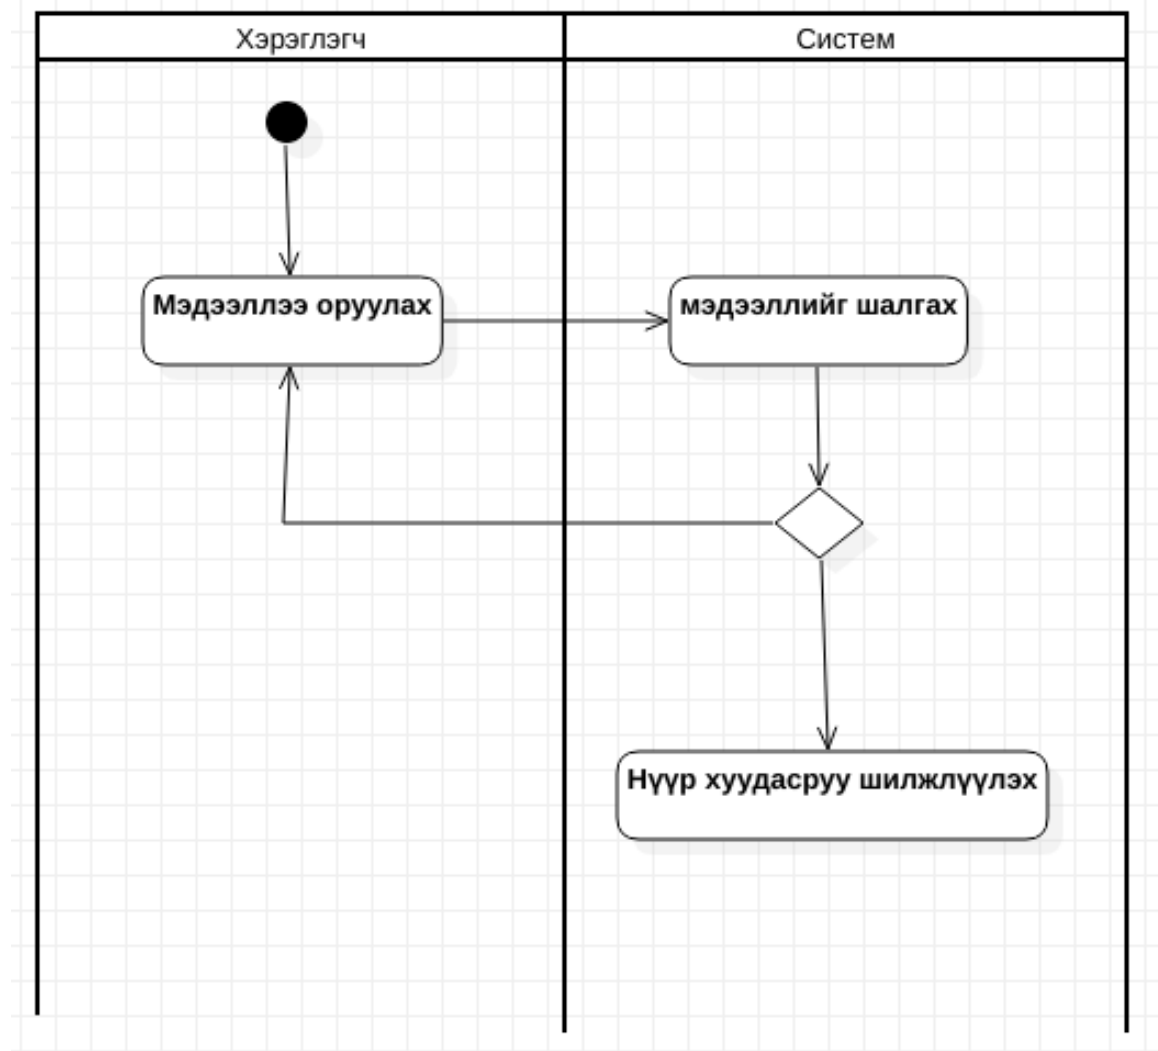 Хэрэглэгч
Систем
Мэдээллээ оруулах
мэдээллийг шалгах
Нүүр хуудасруу шилжлүүлэх